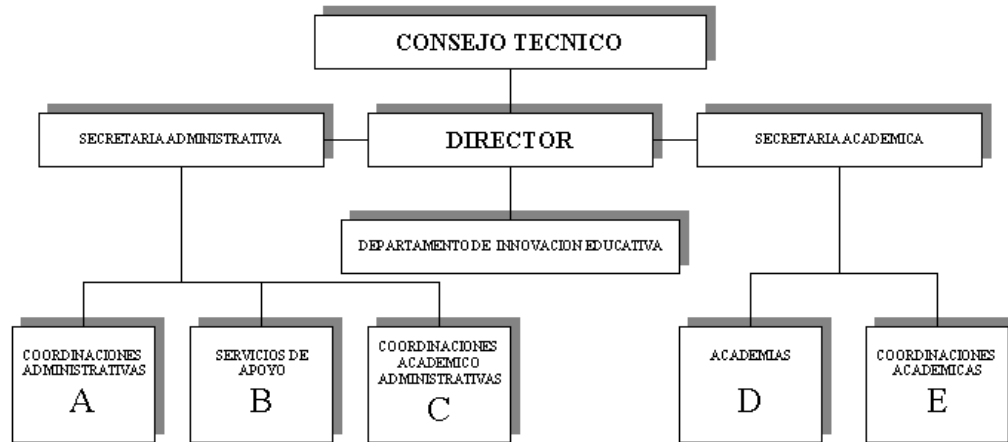 CONSEJO TECNICO
SECRETARIA ADMINISTRATIVA
DIRECTOR
SECRETARIA ACADEMICA
DEPARTAMENTO DE INNOVACION EDUCATIVA
COORDINACIONES
ADMINISTRATIVAS
A
SERVICIOS DE
APOYO
B
COORDINACIONES
ACADEMICO
ADMINISTRATIVAS
C
ACADEMIAS
D
COORDINACIONES
ACADEMICAS
E